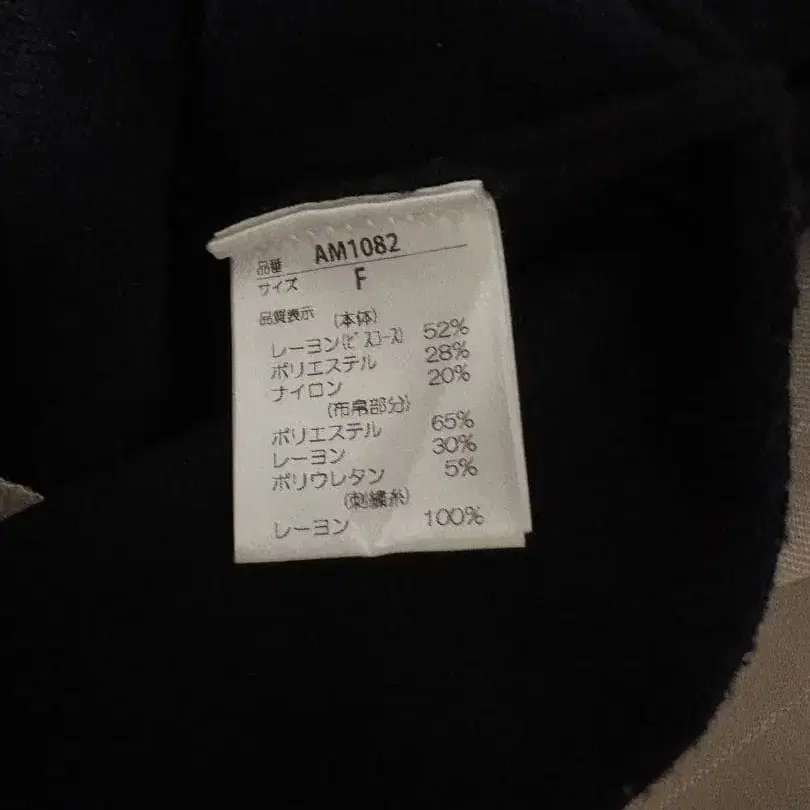 品番 AM1082
サイズ F
品質表示 (本体)
レーヨン(ﾋﾞｽｺｰｽ) 52%
ポリエステル 28%
ナイロン 20%
(布帛部分)
ポリエステル 65%
レーヨン 30%
ポリウレタン 5%
(刺繍糸)
レーヨン 100%